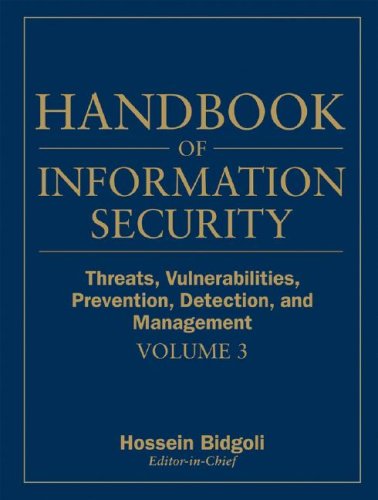 HANDBOOK
OF
INFORMATION
SECURITY
Threats, Vulnerabilities,
Prevention, Detection, and
Management
VOLUME 3
Hossein Bidgoli
Editor-in-Chief